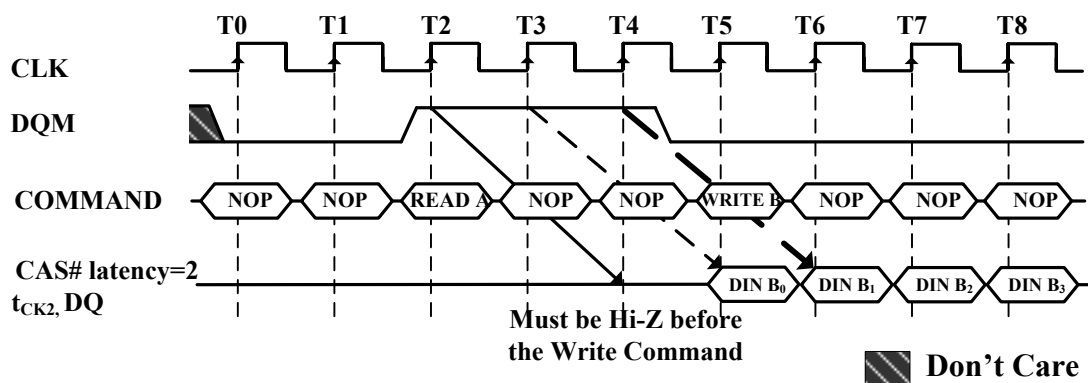 T0 T1 T2 T3 T4 T5 T6 T7 T8
CLK
DQM
COMMAND NOP NOP READ A NOP NOP WRITE B NOP NOP NOP
CAS# latency=2
tCK2, DQ DIN B0 DIN B1 DIN B2 DIN B3
Must be Hi-Z before
the Write Command
Don't Care